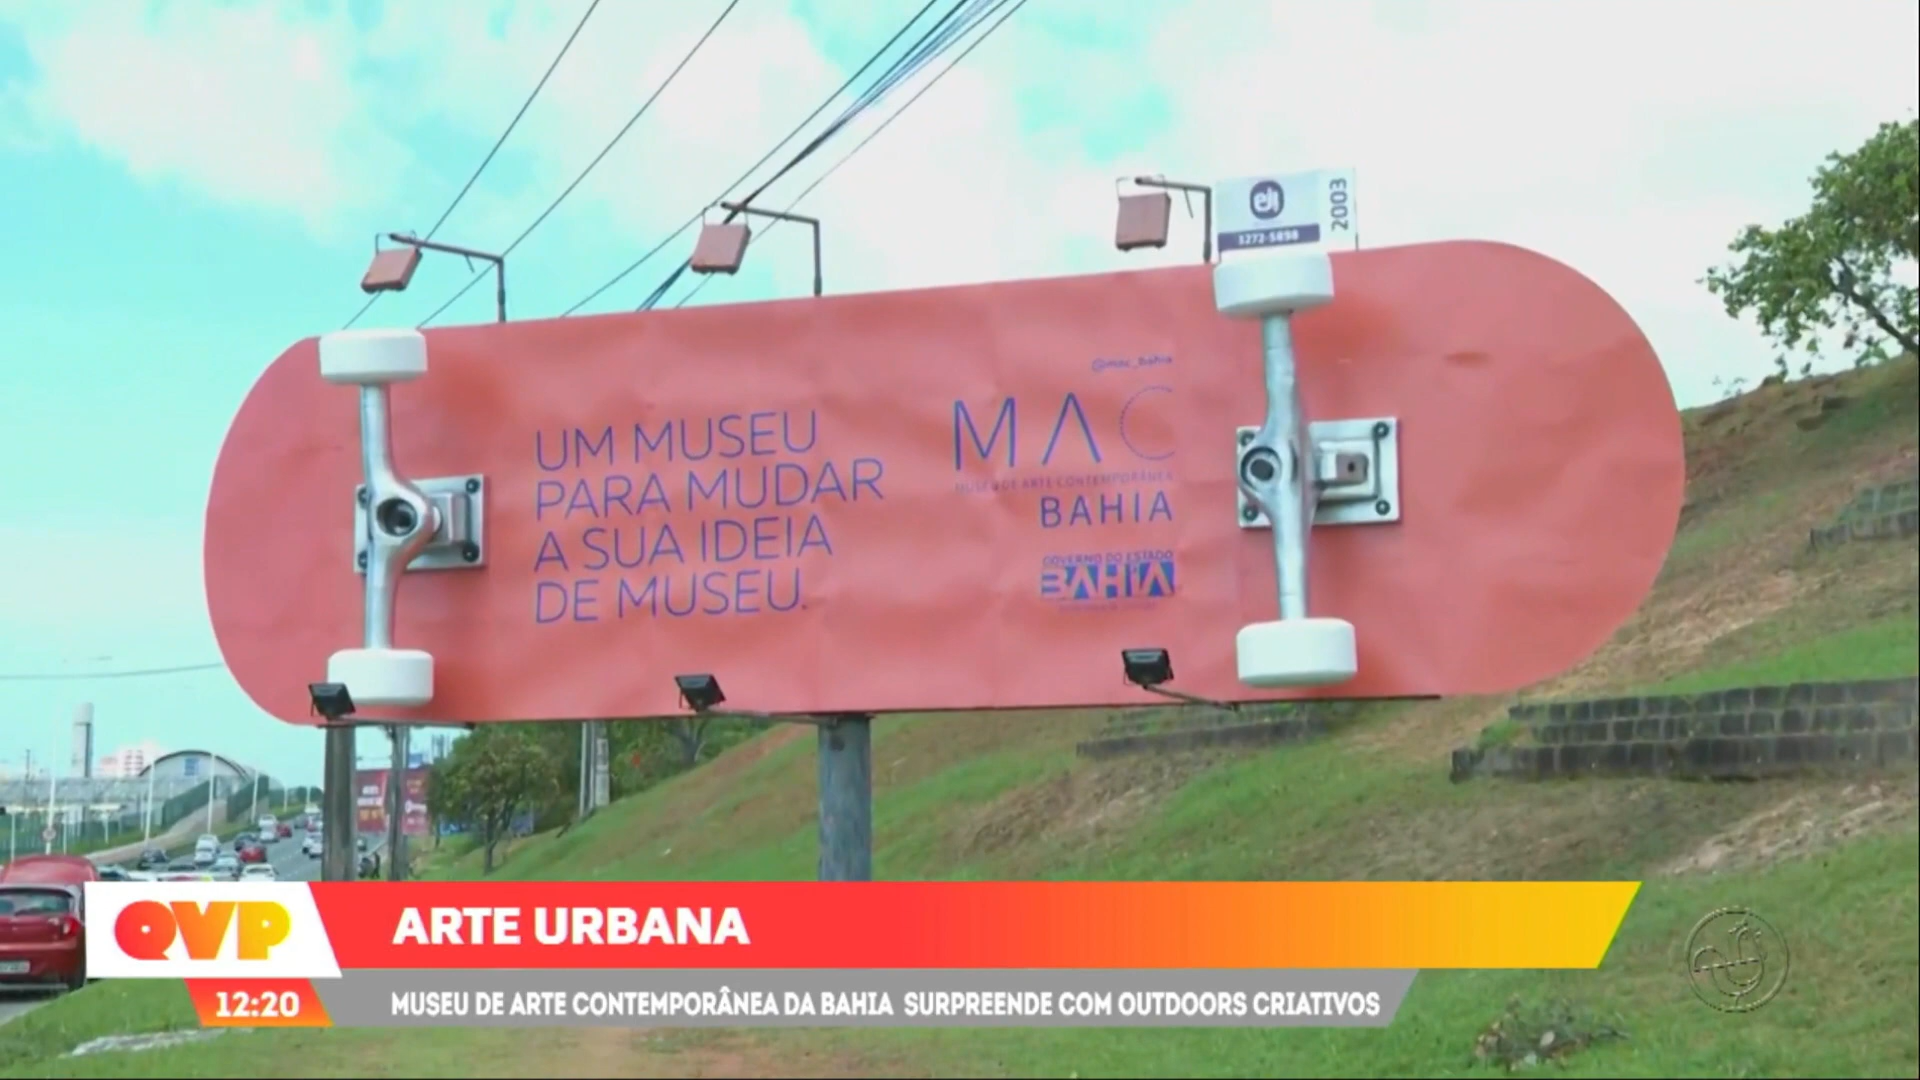 2003
3272-5898
@mac_bahia
UM MUSEU
PARA MUDAR
A SUA IDEIA
DE MUSEU.
MAC
MUSEU DE ARTE CONTEMPORÂNEA
BAHIA
GOVERNO DO ESTADO
BAHIA
QVP
ARTE URBANA
12:20
MUSEU DE ARTE CONTEMPORÂNEA DA BAHIA SURPREENDE COM OUTDOORS CRIATIVOS